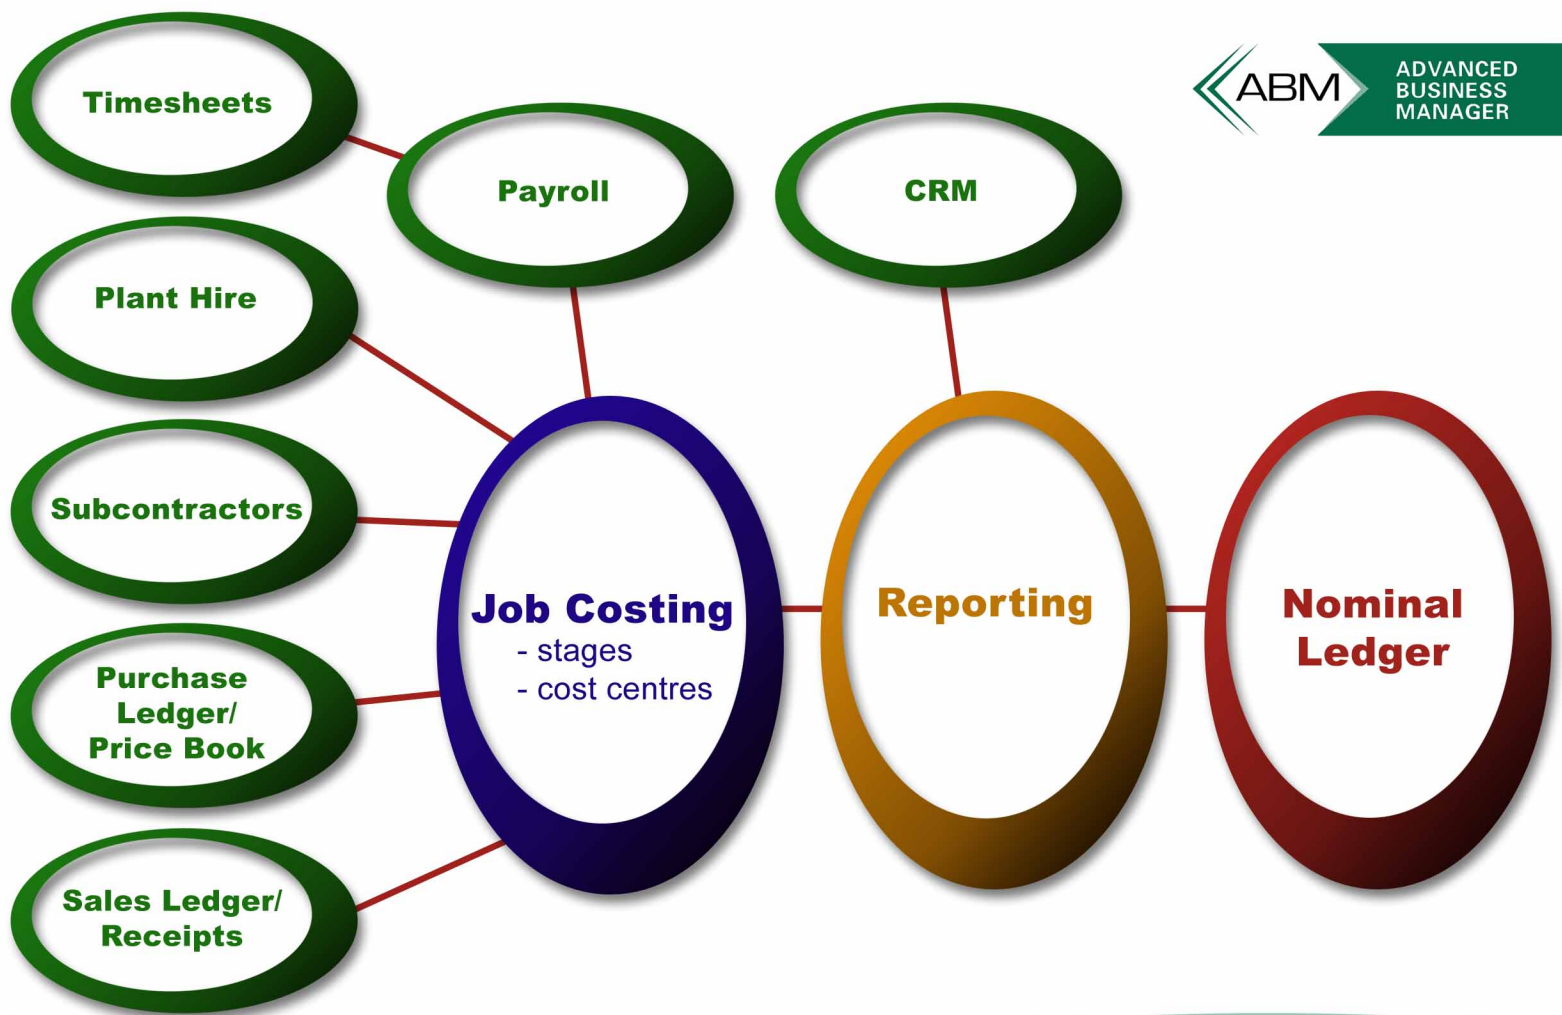 Timesheets
Payroll
CRM
ABM
ADVANCED
BUSINESS
MANAGER
Plant Hire
Subcontractors
Purchase
Ledger/
Price Book
Sales Ledger/
Receipts
Job Costing
- stages
- cost centres
Reporting
Nominal
Ledger